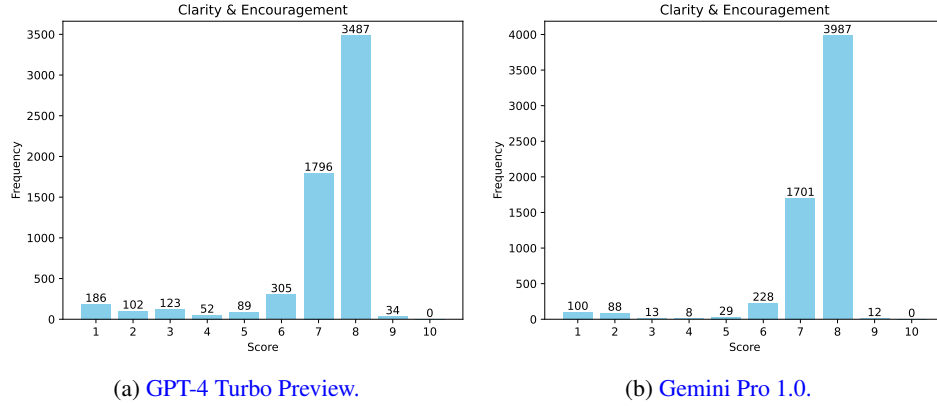 Clarity & Encouragement
3500
3000
2500
2000
1500
1000
500
0
Frequency
186 102 123 52 89 305 1796 3487 34 0
1 2 3 4 5 6 7 8 9 10
Score
(a) GPT-4 Turbo Preview.
Clarity & Encouragement
4000
3500
3000
2500
2000
1500
1000
500
0
Frequency
100 88 13 8 29 228 1701 3987 12 0
1 2 3 4 5 6 7 8 9 10
Score
(b) Gemini Pro 1.0.